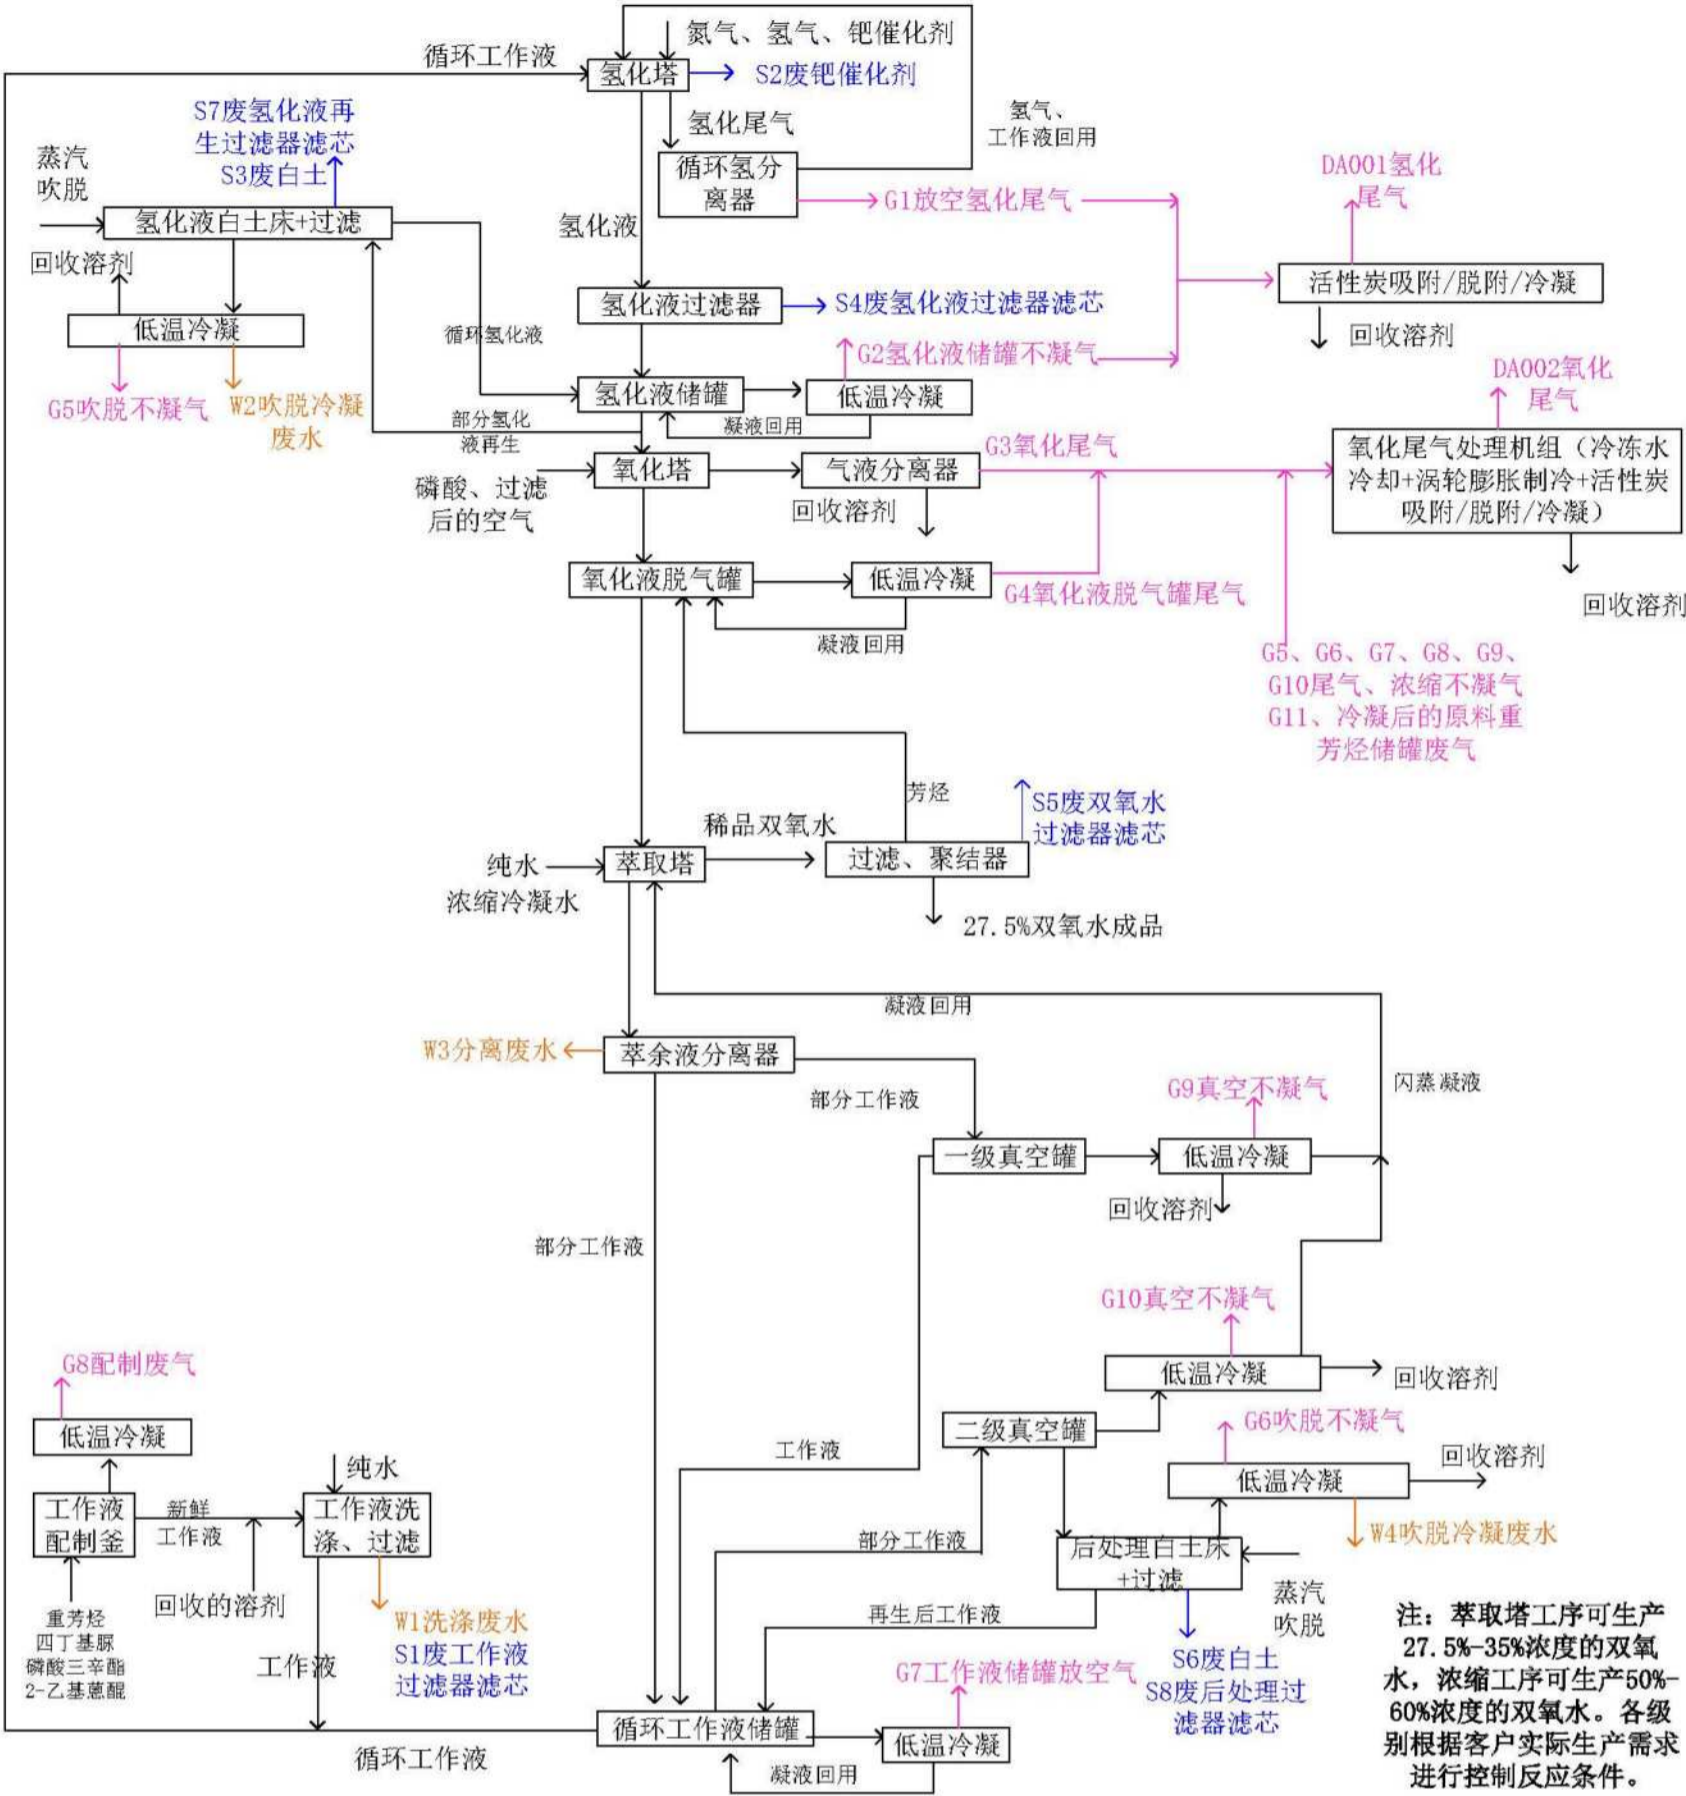 氮气、氢气、钯催化剂
循环工作液
氢化塔
S2废钯催化剂
S7废氢化液再
生过滤器滤芯
S3废白土
氢化尾气
氢气、
工作液回用
蒸汽
吹脱
循环氢分
离器
DA001氢化
尾气
G1放空氢化尾气
氢化液白土床+过滤
氢化液
回收溶剂
活性炭吸附/脱附/冷凝
氢化液过滤器
S4废氢化液过滤器滤芯
低温冷凝
循环氢化液
回收溶剂
G2氢化液储罐不凝气
DA002氧化
尾气
G5吹脱不凝气
W2吹脱冷凝
废水
氢化液储罐
低温冷凝
部分氢化
液再生
凝液回用
G3氧化尾气
氧化尾气处理机组（冷冻水
冷却+涡轮膨胀制冷+活性炭
吸附/脱附/冷凝）
氧化塔
气液分离器
磷酸、过滤
后的空气
回收溶剂
氧化液脱气罐
低温冷凝
G4氧化液脱气罐尾气
回收溶剂
凝液回用
G5、G6、G7、G8、G9、
G10尾气、浓缩不凝气
G11、冷凝后的原料重
芳烃储罐废气
芳烃
S5废双氧水
过滤器滤芯
稀品双氧水
纯水
萃取塔
过滤、聚结器
浓缩冷凝水
27.5%双氧水成品
凝液回用
W3分离废水
萃余液分离器
部分工作液
G9真空不凝气
闪蒸凝液
一级真空罐
低温冷凝
回收溶剂
部分工作液
G10真空不凝气
G8配制废气
低温冷凝
回收溶剂
低温冷凝
二级真空罐
G6吹脱不凝气
工作液
回收溶剂
纯水
低温冷凝
工作液
配制釜
新鲜
工作液
工作液洗
涤、过滤
部分工作液
后处理白土床
+过滤
W4吹脱冷凝废水
回收的溶剂
蒸汽
吹脱
重芳烃
四丁基脲
磷酸三辛酯
2-乙基蒽醌
W1洗涤废水
S1废工作液
过滤器滤芯
工作液
再生后工作液
G7工作液储罐放空气
S6废白土
S8废后处理过
滤器滤芯
循环工作液储罐
低温冷凝
循环工作液
凝液回用
注：萃取塔工序可生产
27.5%-35%浓度的双氧
水，浓缩工序可生产50%-
60%浓度的双氧水。各级
别根据客户实际生产需求
进行控制反应条件。